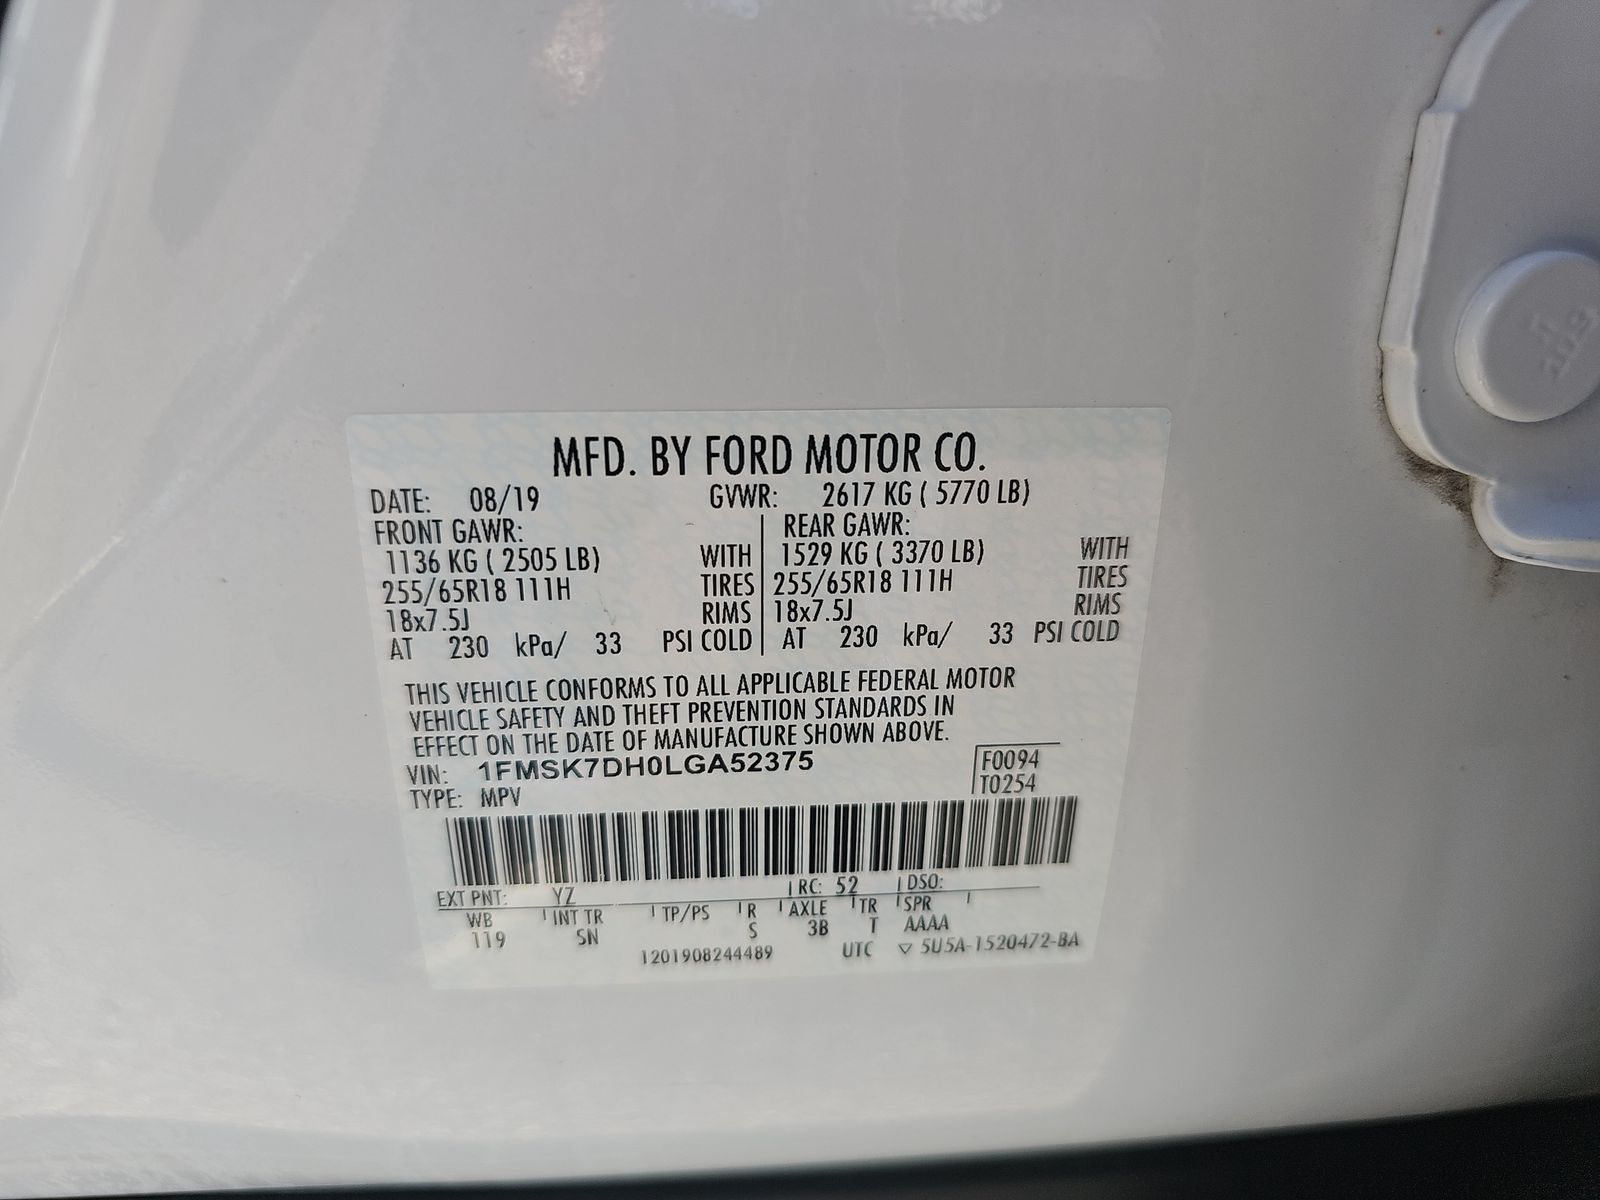 MFD. BY FORD MOTOR CO.
DATE: 08/19 GVWR: 2617 KG ( 5770 LB)
FRONT GAWR: REAR GAWR:
1136 KG ( 2505 LB) WITH 1529 KG ( 3370 LB) WITH
255/65R18 111H TIRES 255/65R18 111H TIRES
18x7.5J RIMS 18x7.5J RIMS
AT 230 kPa/ 33 PSI COLD AT 230 kPa/ 33 PSI COLD
THIS VEHICLE CONFORMS TO ALL APPLICABLE FEDERAL MOTOR
VEHICLE SAFETY AND THEFT PREVENTION STANDARDS IN
EFFECT ON THE DATE OF MANUFACTURE SHOWN ABOVE.
VIN: 1FMSK7DH0LGA52375 F0094
TYPE: MPV T0254
EXT PNT: YZ RC: 52 DSO:
WB INT TR TP/PS R AXLE TR SPR
119 SN S 3B T AAAA
1201908244489 UTC ▽ 5U5A-1520472-BA